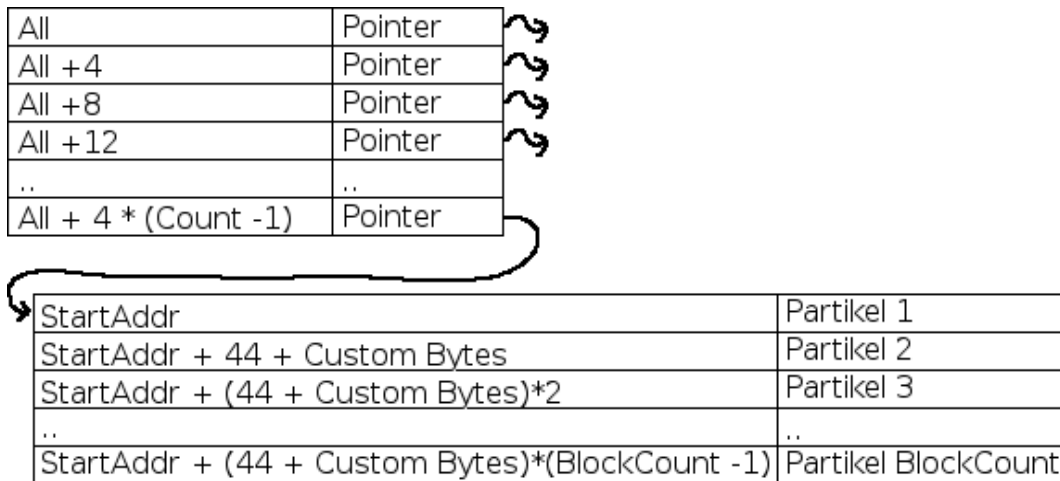 All Pointer
All +4 Pointer
All +8 Pointer
All +12 Pointer
.. ..
All + 4 * (Count -1) Pointer
StartAddr Partikel 1
StartAddr + 44 + Custom Bytes Partikel 2
StartAddr + (44 + Custom Bytes)*2 Partikel 3
.. ..
StartAddr + (44 + Custom Bytes)*(BlockCount -1) Partikel BlockCount